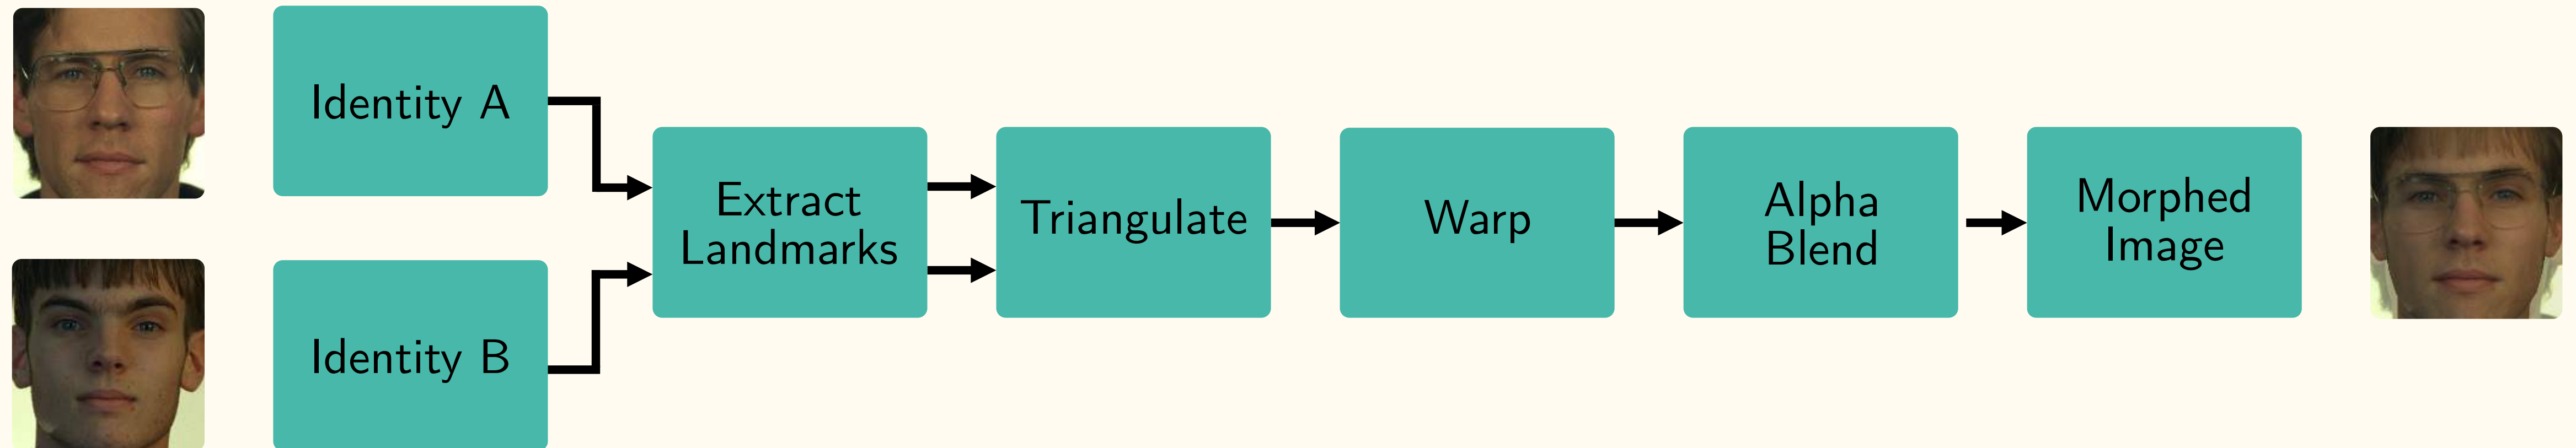 Identity A
Identity B
Extract
Landmarks
Triangulate
Warp
Alpha
Blend
Morphed
Image